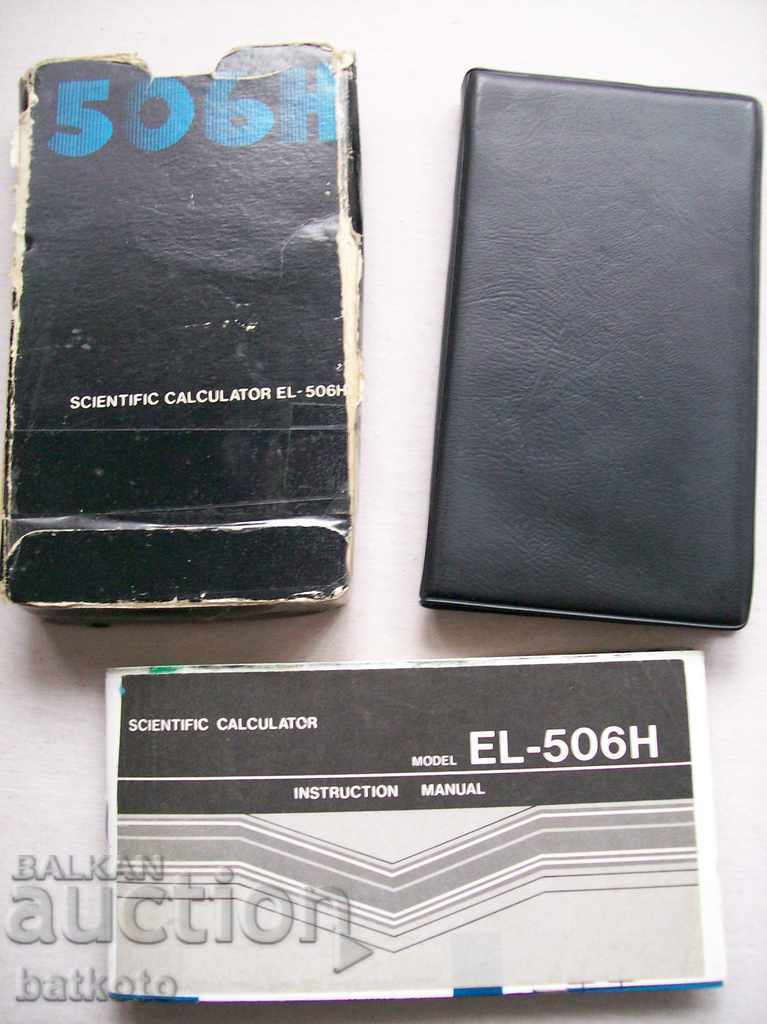 506H
SCIENTIFIC CALCULATOR EL-506H
SCIENTIFIC CALCULATOR
MODEL EL-506H
INSTRUCTION MANUAL
BALKAN
auction
batkoto